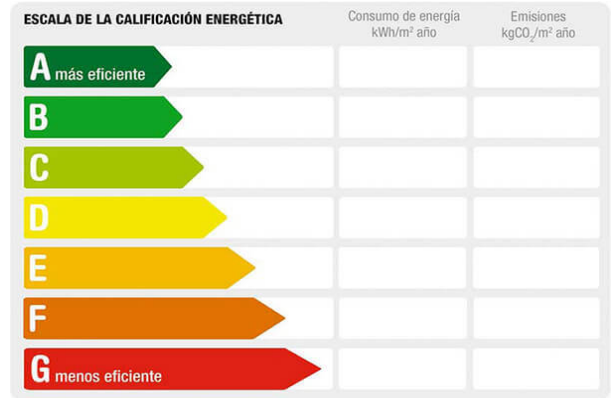 ESCALA DE LA CALIFICACIÓN ENERGÉTICA
Consumo de energía
kWh/m² año
Emisiones
kgCO₂/m² año
A más eficiente
B
C
D
E
F
G menos eficiente